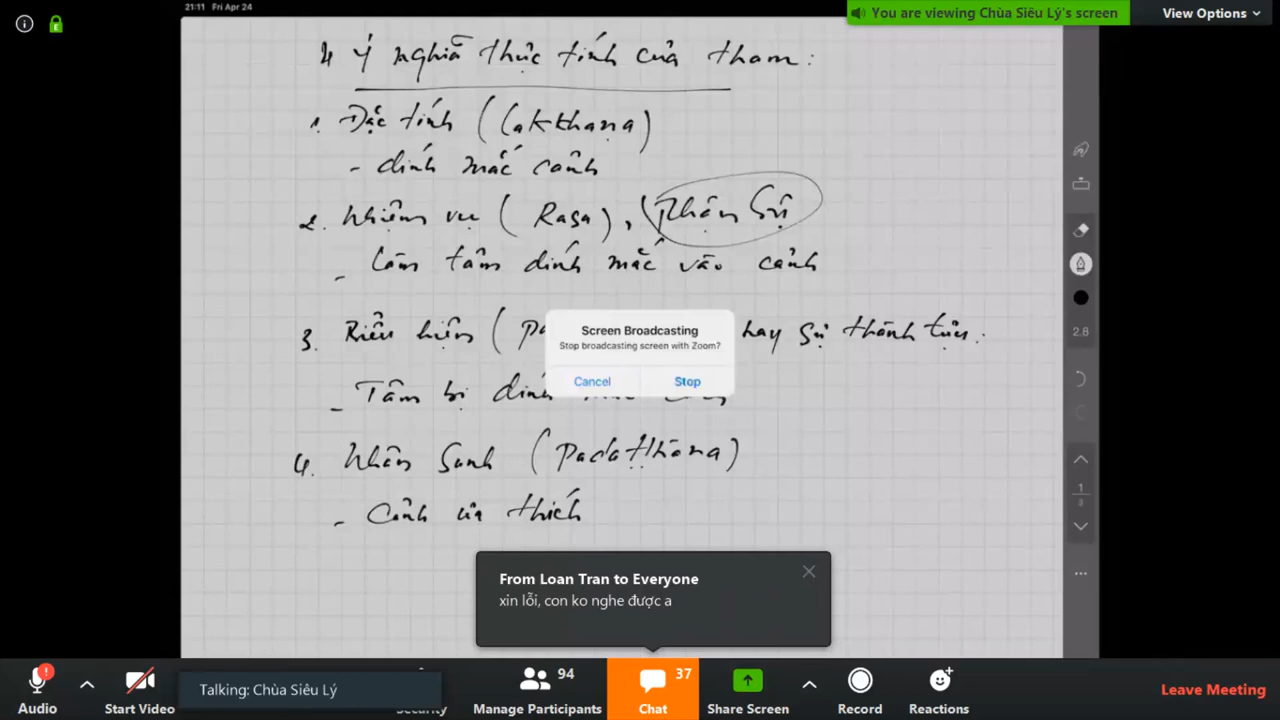 21:11 Fri Apr 24
You are viewing Chùa Siêu Lý's screen
View Options
4 Ý nghĩa thực tính của tham:
1. Đặc tính (Lakkhaṇa)
- dính mắc cảnh
2. Nhiệm vụ (Rasa), (Phận Sự)
- Làm tâm dính mắc vào cảnh
3. Biểu hiện (Pa hay sự thành tựu.
- Tâm bị dính
4. Nhân Sanh (Padaṭṭhāna)
- Cảnh ưa thích
Screen Broadcasting
Stop broadcasting screen with Zoom?
Cancel
Stop
2.8
1
3
From Loan Tran to Everyone
xin lỗi, con ko nghe được a
Talking: Chùa Siêu Lý
Audio
Start Video
Security
Manage Participants
94
Chat
37
Share Screen
Record
Reactions
Leave Meeting